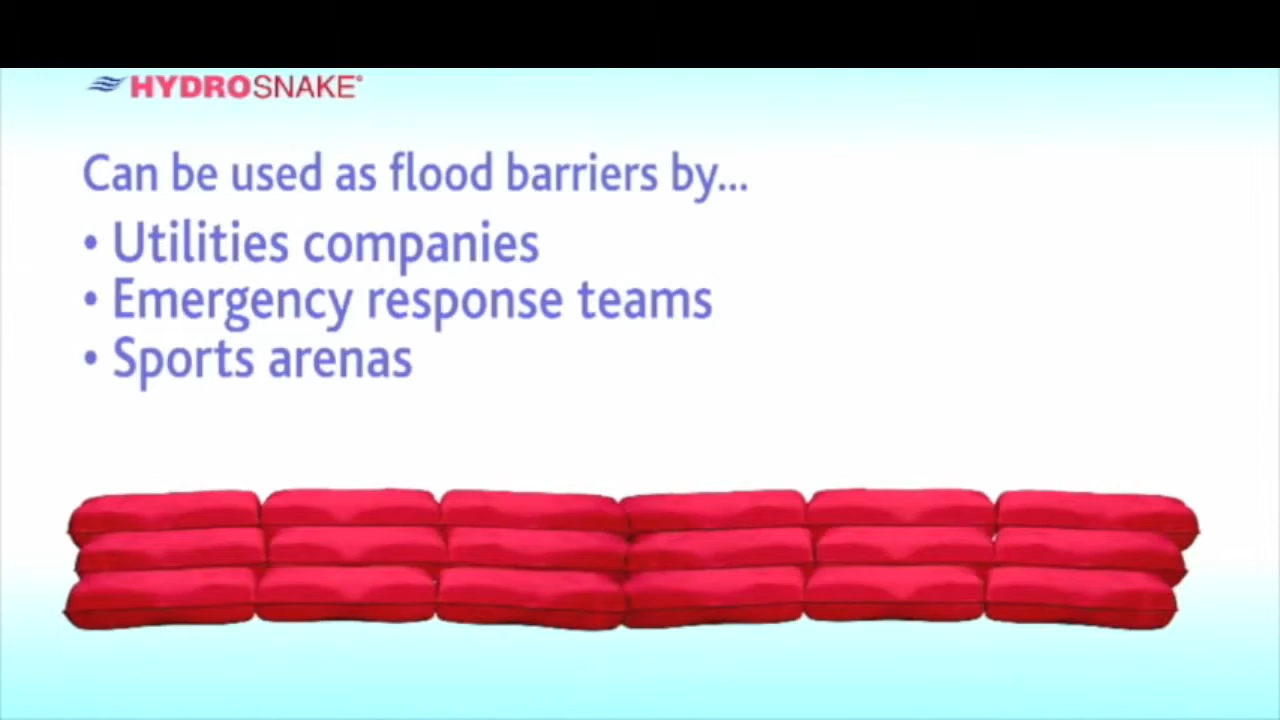 HYDROSNAKE®
Can be used as flood barriers by...
• Utilities companies
• Emergency response teams
• Sports arenas